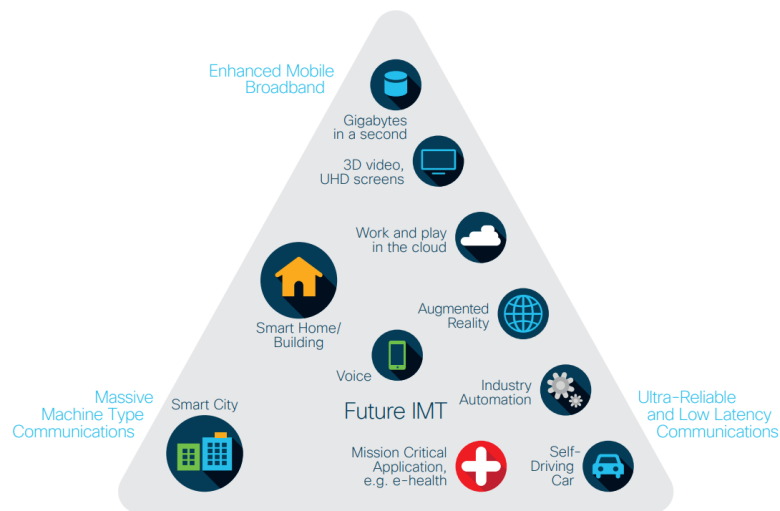 Enhanced Mobile
Broadband
Gigabytes
in a second
3D video,
UHD screens
Work and play
in the cloud
Smart Home/
Building
Augmented
Reality
Voice
Industry
Automation
Massive
Machine Type
Communications
Smart City
Future IMT
Ultra-Reliable
and Low Latency
Communications
Mission Critical
Application,
e.g. e-health
Self-
Driving
Car